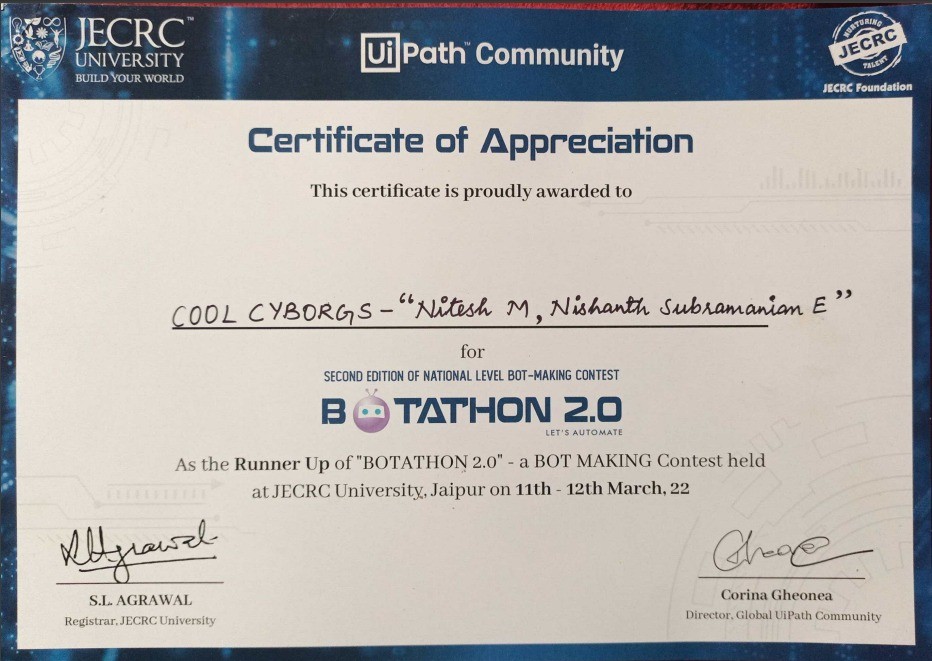 JECRC™
UNIVERSITY
BUILD YOUR WORLD
UiPath™ Community
NURTURING
JECRC
TALENT
JECRC Foundation
Certificate of Appreciation
This certificate is proudly awarded to
COOL CYBORGS - "Nitesh M, Nishanth Subramanian E"
for
SECOND EDITION OF NATIONAL LEVEL BOT-MAKING CONTEST
BOTATHON 2.0
LET'S AUTOMATE
As the Runner Up of "BOTATHON 2.0" - a BOT MAKING Contest held
at JECRC University, Jaipur on 11th - 12th March, 22
S.L. AGRAWAL
Registrar, JECRC University
Corina Gheonea
Director, Global UiPath Community